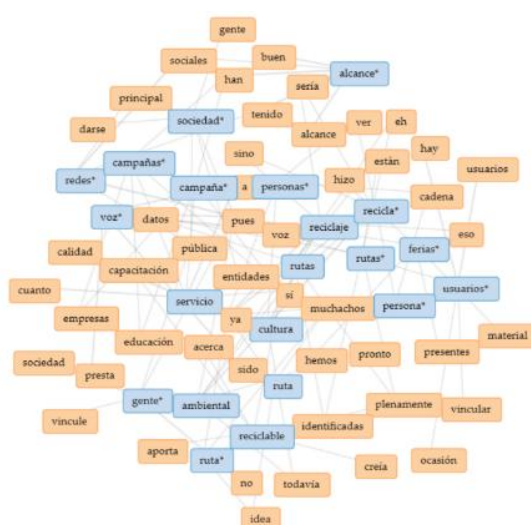 gente
sociales
buen
han
alcance*
principal
sería
sociedad*
tenido
ver
eh
darse
alcance
hay
campañas*
sino
están
usuarios
redes*
campaña*
a
personas*
hizo
cadena
voz*
datos
pues
voz
reciclaje
recicla*
eso
calidad
pública
rutas*
ferias*
capacitación
entidades
rutas
cuanto
servicio
sí
muchachos
persona*
usuarios*
empresas
ya
cultura
material
educación
acerca
sociedad
presta
sido
hemos
pronto
presentes
gente*
ambiental
ruta
plenamente
vincular
vincule
reciclable
identificadas
aporta
ruta*
creía
ocasión
no
todavía
idea